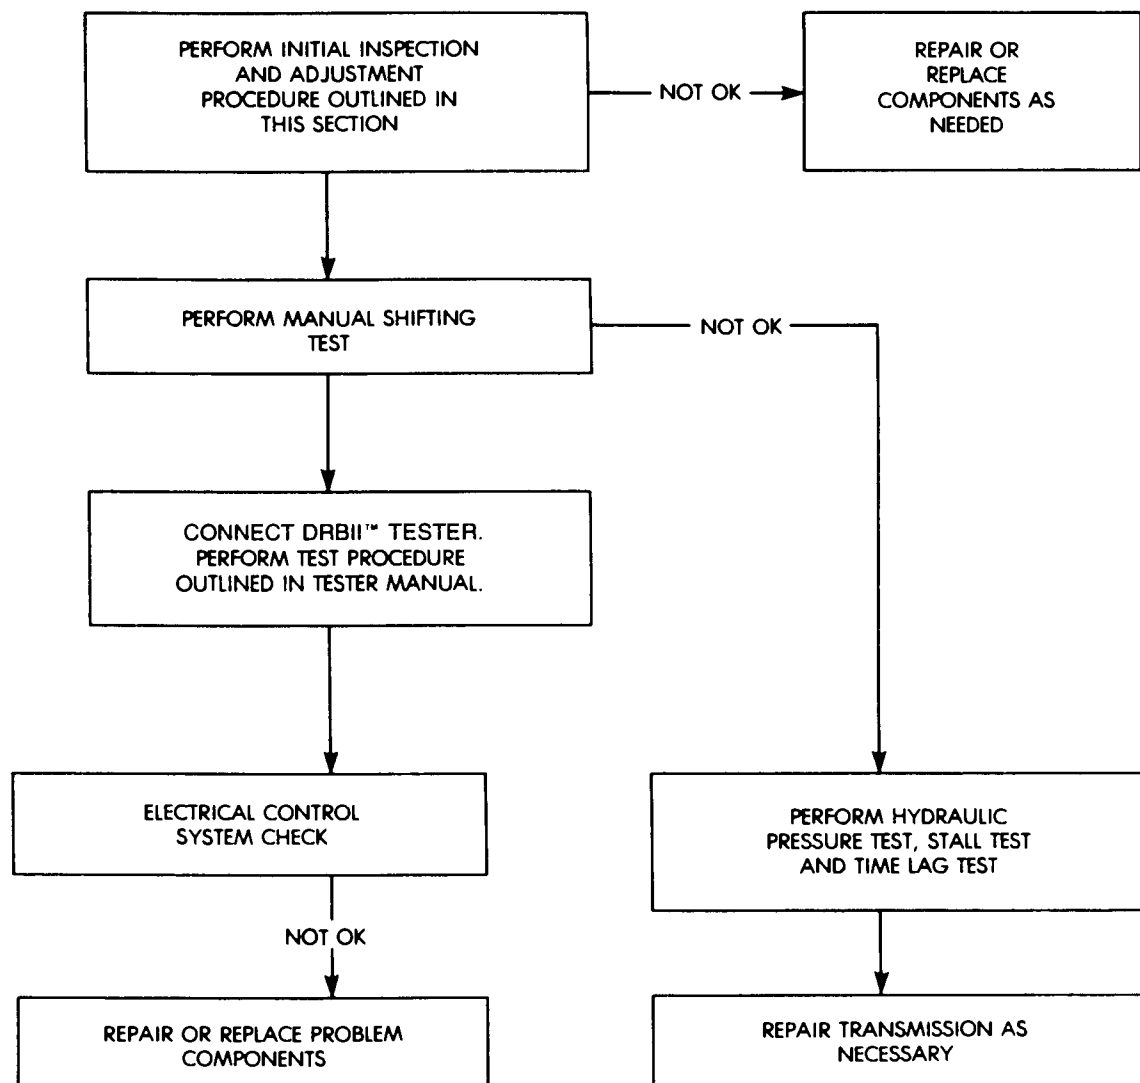 PERFORM INITIAL INSPECTION
AND ADJUSTMENT
PROCEDURE OUTLINED IN
THIS SECTION
NOT OK
REPAIR OR
REPLACE
COMPONENTS AS
NEEDED
PERFORM MANUAL SHIFTING
TEST
NOT OK
CONNECT DRBII™ TESTER.
PERFORM TEST PROCEDURE
OUTLINED IN TESTER MANUAL.
ELECTRICAL CONTROL
SYSTEM CHECK
PERFORM HYDRAULIC
PRESSURE TEST, STALL TEST
AND TIME LAG TEST
NOT OK
REPAIR OR REPLACE PROBLEM
COMPONENTS
REPAIR TRANSMISSION AS
NECESSARY